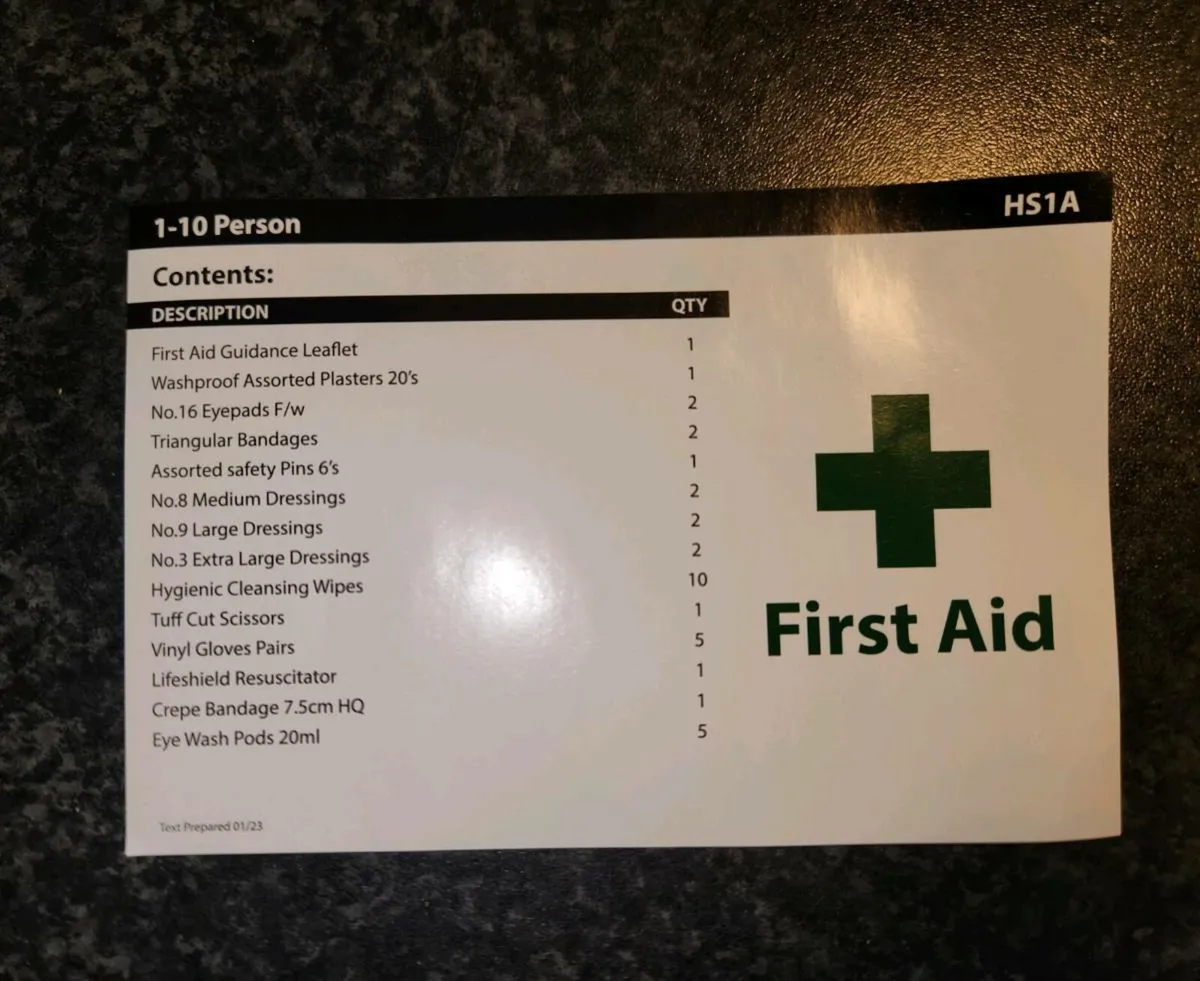 1-10 Person HS1A
Contents:
DESCRIPTION QTY
First Aid Guidance Leaflet 1
Washproof Assorted Plasters 20's 1
No.16 Eyepads F/w 2
Triangular Bandages 2
Assorted safety Pins 6's 1
No.8 Medium Dressings 2
No.9 Large Dressings 2
No.3 Extra Large Dressings 2
Hygienic Cleansing Wipes 10
Tuff Cut Scissors 1
Vinyl Gloves Pairs 5
Lifeshield Resuscitator 1
Crepe Bandage 7.5cm HQ 1
Eye Wash Pods 20ml 5
First Aid
Text Prepared 01/23